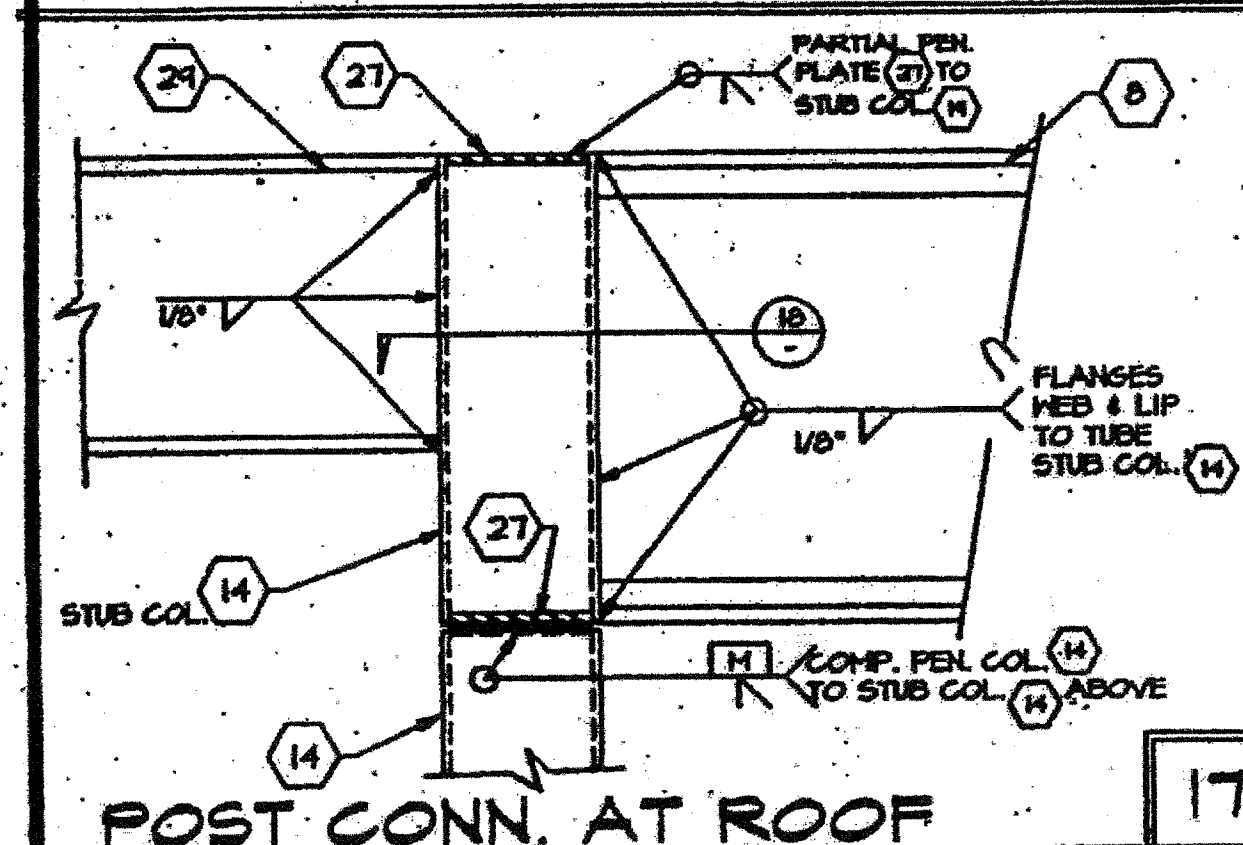 29
27
PARTIAL PEN.
PLATE 27 TO
STUB COL. 14
8
1/8"
18
-
1/8"
FLANGES
WEB & LIP
TO TUBE
STUB COL. 14
27
STUB COL. 14
M
COMP. PEN. COL. 14
TO STUB COL. 14 ABOVE
14
POST CONN. AT ROOF
17